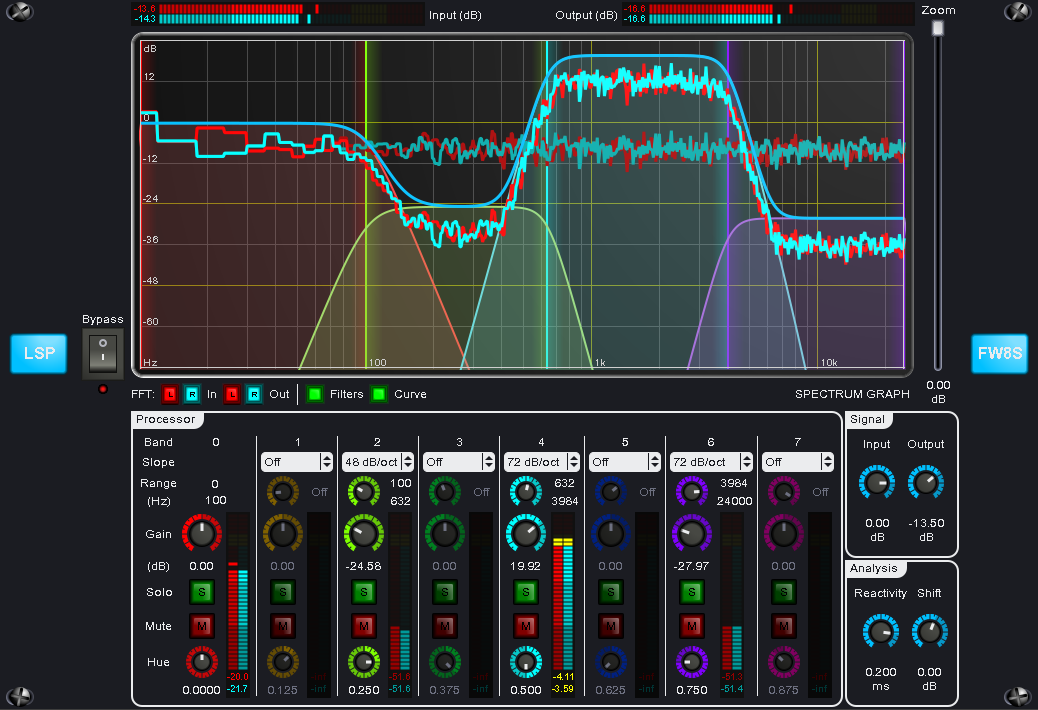 -13.6 Input (dB) Output (dB) -16.6 Zoom
-14.3 -16.6
dB
12
0
-12
-24
-36
-48
-60
Hz 100 1k 10k
Bypass
LSP
FW8S
0.00
dB
FFT: L R In L R Out Filters Curve SPECTRUM GRAPH
Processor
Band 0 1 2 3 4 5 6 7
Slope Off 48 dB/oct Off 72 dB/oct Off 72 dB/oct Off
Range 0 Off 100 Off 632 Off 3984 Off
(Hz) 100 632 3984 24000
Gain
(dB) 0.00 0.00 -24.58 0.00 19.92 0.00 -27.97 0.00
Solo S S S S S S S S
Mute M M M M M M M M
Hue
-20.0 -inf -51.6 -inf -4.11 -inf -51.3 -inf
-21.7 -inf -51.6 -inf -3.59 -inf -51.4 -inf
0.0000 0.125 0.250 0.375 0.500 0.625 0.750 0.875
Signal
Input Output
0.00 -13.50
dB dB
Analysis
Reactivity Shift
0.200 0.00
ms dB